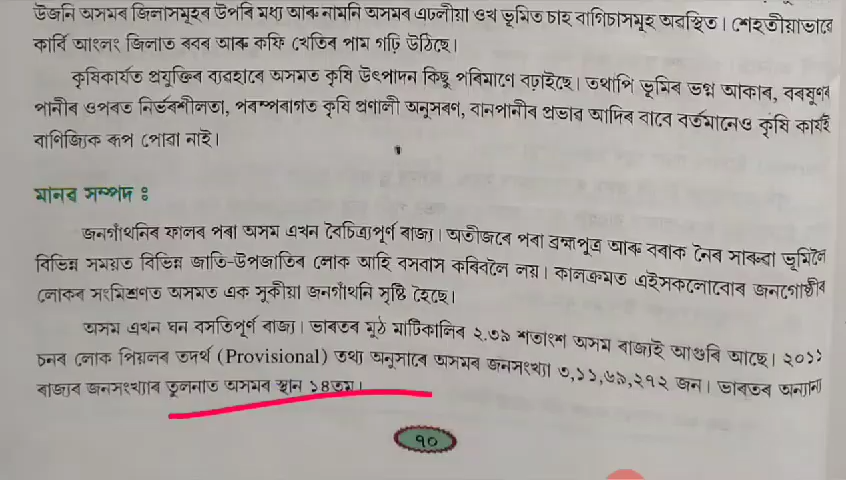 উজনি অসমৰ জিলাসমূহৰ উপৰি মধ্য আৰু নামনি অসমৰ এঢলীয়া ওখ ভূমিত চাহ বাগিচাসমূহ অৱস্থিত। শেহতীয়াভাৱে
কাৰ্বি আংলং জিলাত ৰবৰ আৰু কফি খেতিৰ পাম গঢ়ি উঠিছে।
কৃষিকাৰ্যত প্ৰযুক্তিৰ ব্যৱহাৰে অসমত কৃষি উৎপাদন কিছু পৰিমাণে বঢ়াইছে। তথাপি ভূমিৰ ভগ্ন আকাৰ, বৰষুণৰ
পানীৰ ওপৰত নিৰ্ভৰশীলতা, পৰম্পৰাগত কৃষি প্ৰণালী অনুসৰণ, বানপানীৰ প্ৰভাৱ আদিৰ বাবে বৰ্তমানেও কৃষি কাৰ্যই
বাণিজ্যিক ৰূপ পোৱা নাই।
মানৱ সম্পদ ঃ
জনগাঁথনিৰ ফালৰ পৰা অসম এখন বৈচিত্ৰ্যপূৰ্ণ ৰাজ্য। অতীজৰে পৰা ব্ৰহ্মপুত্ৰ আৰু বৰাক নৈৰ সাৰুৱা ভূমিলৈ
বিভিন্ন সময়ত বিভিন্ন জাতি-উপজাতিৰ লোক আহি বসবাস কৰিবলৈ লয়। কালক্ৰমত এইসকলোবোৰ জনগোষ্ঠীৰ
লোকৰ সংমিশ্ৰণত অসমত এক সুকীয়া জনগাঁথনি সৃষ্টি হৈছে।
অসম এখন ঘন বসতিপূৰ্ণ ৰাজ্য। ভাৰতৰ মুঠ মাটিকালিৰ ২.৩৯ শতাংশ অসম ৰাজ্যই আগুৰি আছে। ২০১১
চনৰ লোক পিয়লৰ তদৰ্থ (Provisional) তথ্য অনুসাৰে অসমৰ জনসংখ্যা ৩,১১,৬৯,২৭২ জন। ভাৰতৰ অন্যান্য
ৰাজ্যৰ জনসংখ্যাৰ তুলনাত অসমৰ স্থান ১৪তম।
৭০